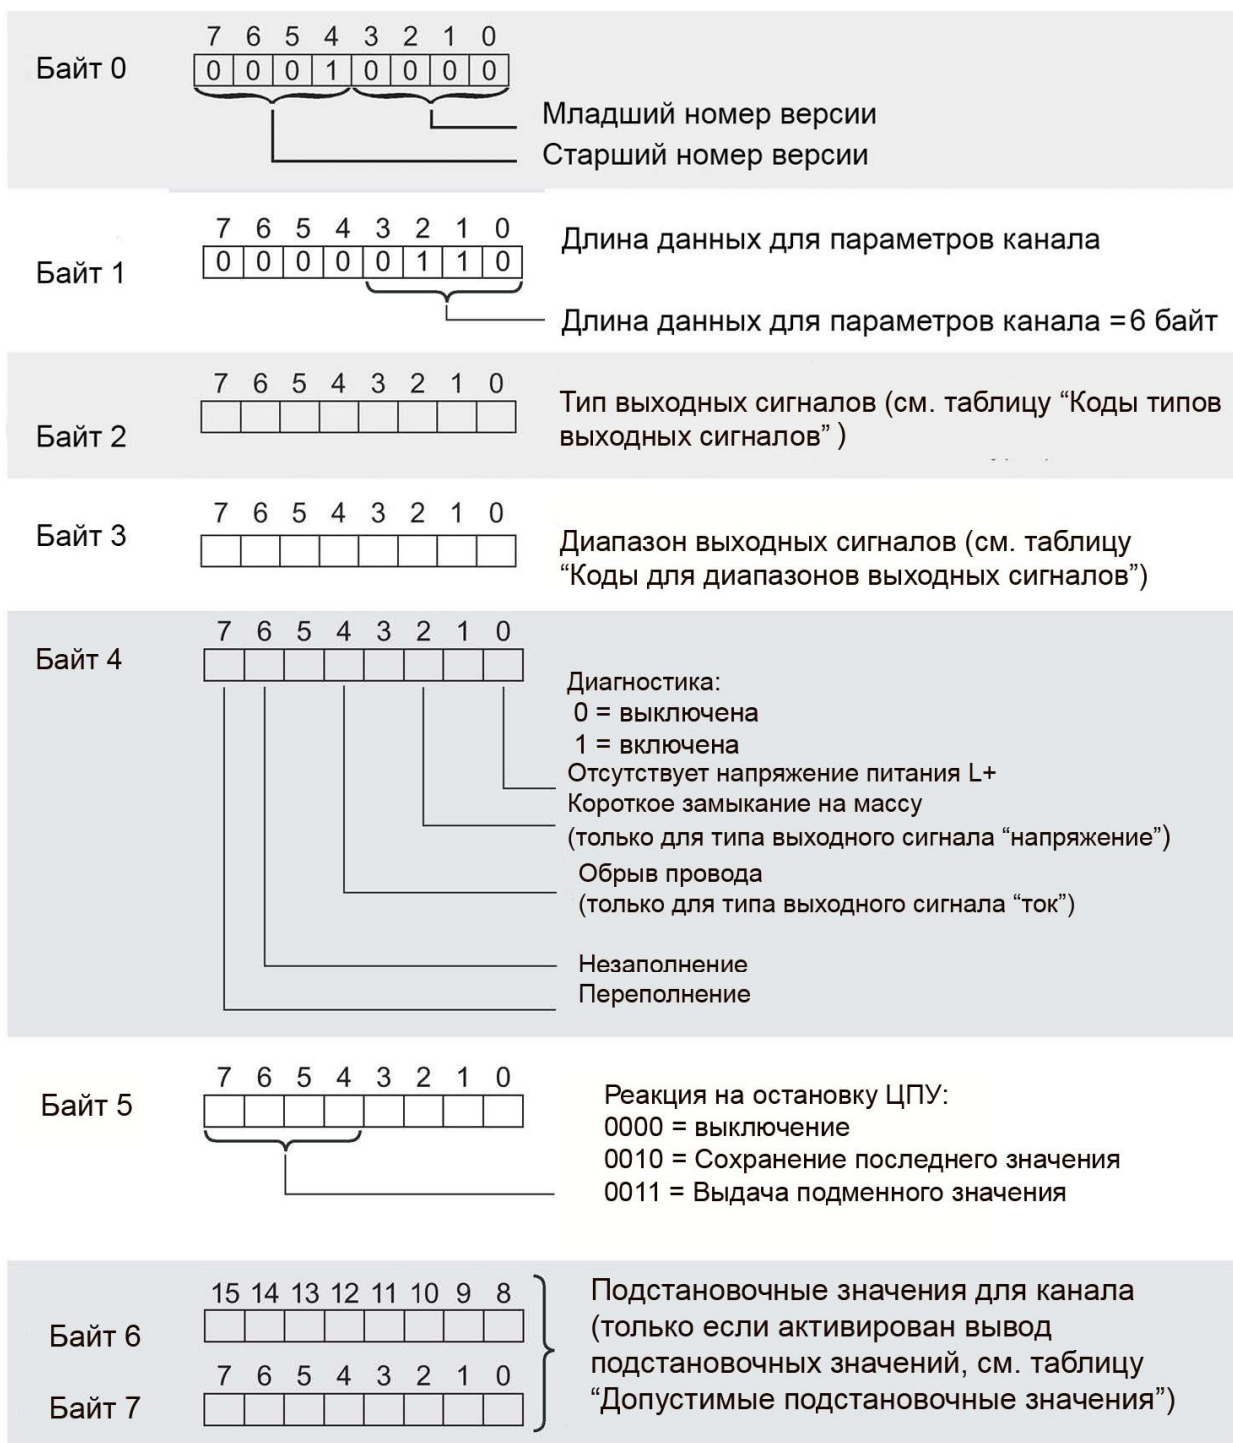 7 6 5 4 3 2 1 0
Байт 0
0 0 0 1 0 0 0 0
Младший номер версии
Старший номер версии
7 6 5 4 3 2 1 0
Длина данных для параметров канала
Байт 1
0 0 0 0 0 1 1 0
Длина данных для параметров канала = 6 байт
7 6 5 4 3 2 1 0
Байт 2
Тип выходных сигналов (см. таблицу “Коды типов
выходных сигналов” )
7 6 5 4 3 2 1 0
Байт 3
Диапазон выходных сигналов (см. таблицу
“Коды для диапазонов выходных сигналов”)
7 6 5 4 3 2 1 0
Байт 4
Диагностика:
0 = выключена
1 = включена
Отсутствует напряжение питания L+
Короткое замыкание на массу
(только для типа выходного сигнала “напряжение”)
Обрыв провода
(только для типа выходного сигнала “ток”)
Незаполнение
Переполнение
7 6 5 4 3 2 1 0
Байт 5
Реакция на остановку ЦПУ:
0000 = выключение
0010 = Сохранение последнего значения
0011 = Выдача подменного значения
15 14 13 12 11 10 9 8
Байт 6
7 6 5 4 3 2 1 0
Байт 7
Подстановочные значения для канала
(только если активирован вывод
подстановочных значений, см. таблицу
“Допустимые подстановочные значения”)